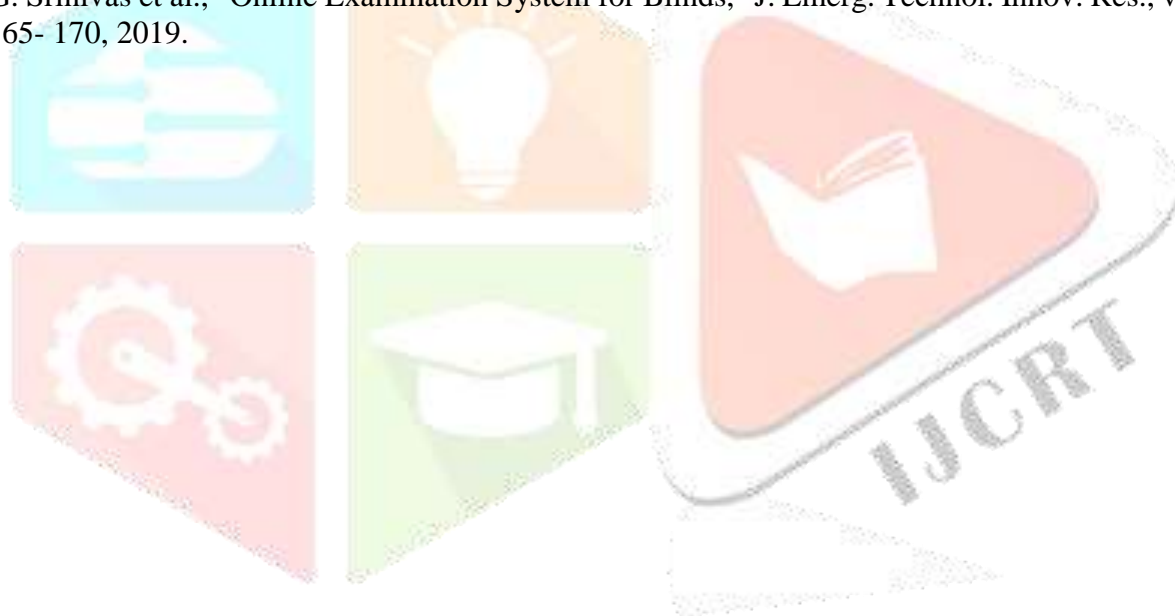 G. Srinivas et al., "Online Examination System for Blinds," J. Emerg. Technol. Innov. Res.,
65- 170, 2019.
IJCRT